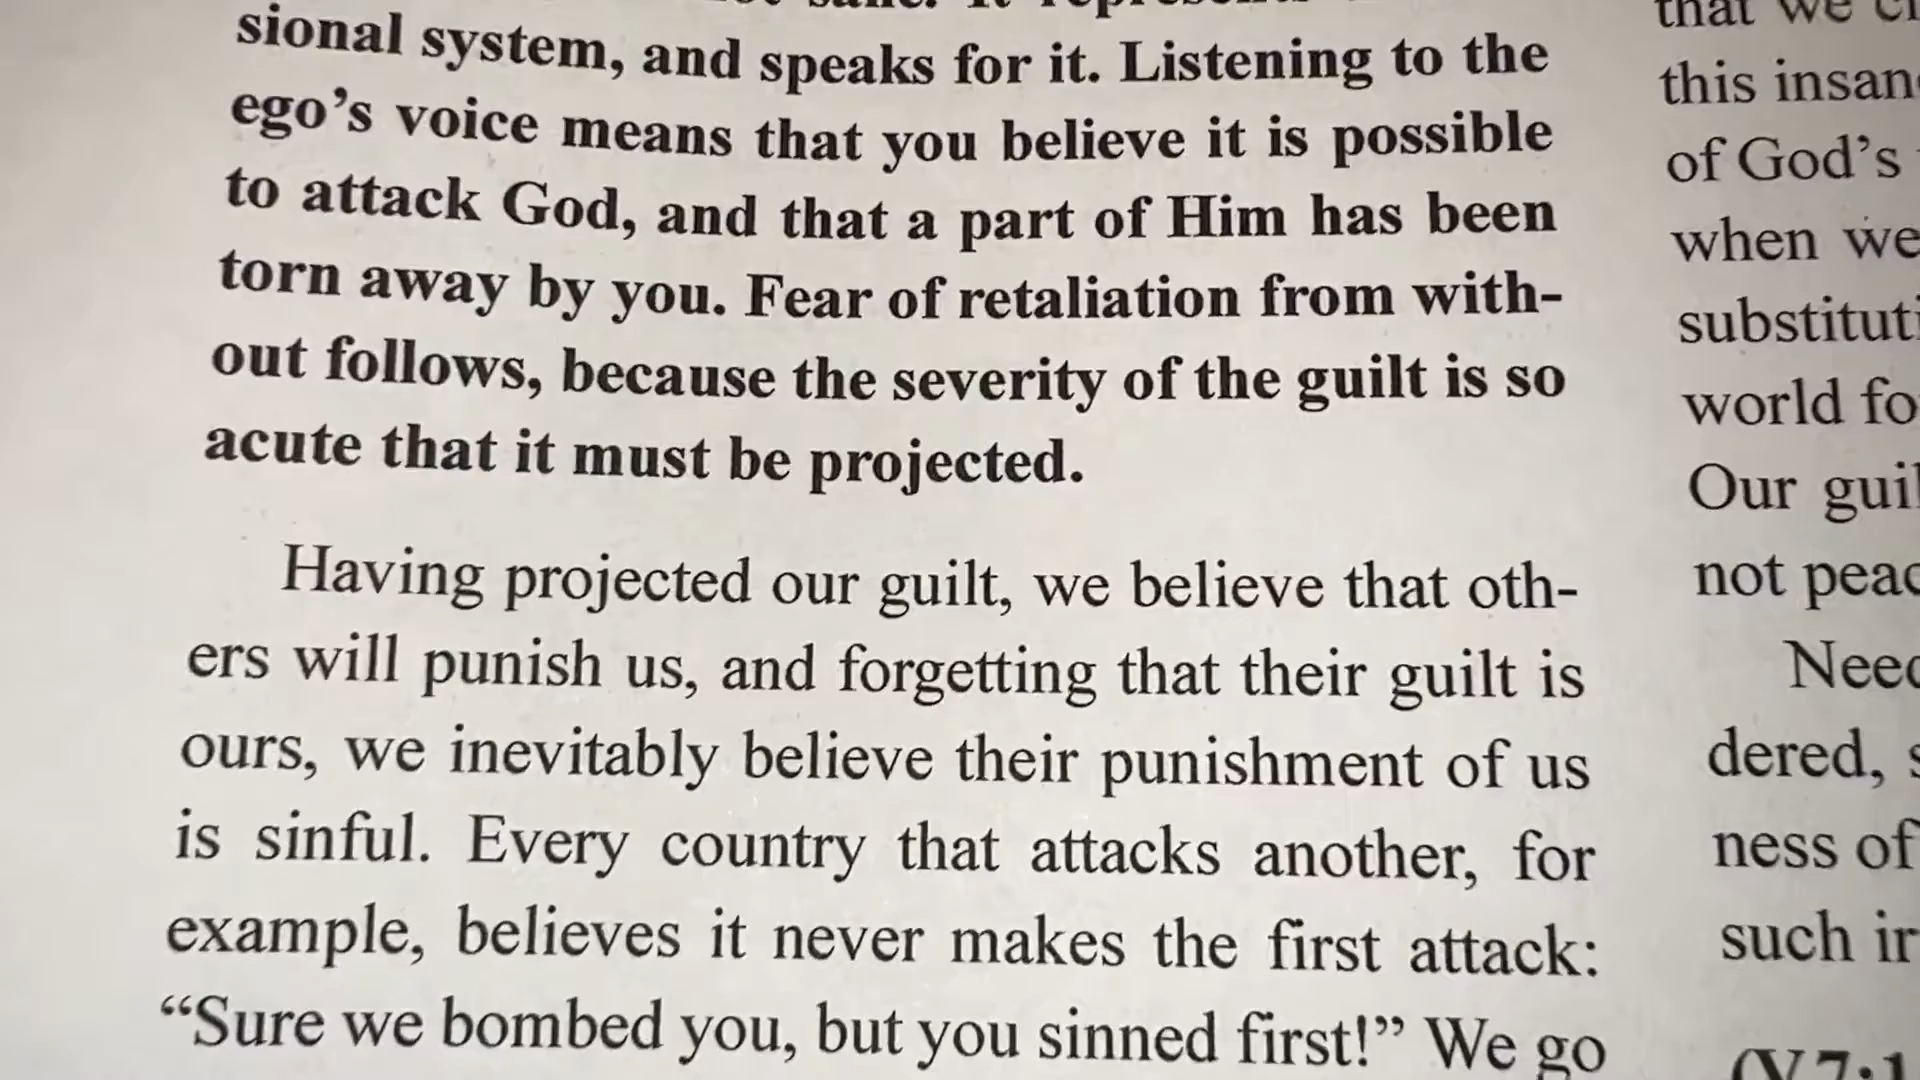 sional system, and speaks for it. Listening to the
ego’s voice means that you believe it is possible
to attack God, and that a part of Him has been
torn away by you. Fear of retaliation from with-
out follows, because the severity of the guilt is so
acute that it must be projected.
Having projected our guilt, we believe that oth-
ers will punish us, and forgetting that their guilt is
ours, we inevitably believe their punishment of us
is sinful. Every country that attacks another, for
example, believes it never makes the first attack:
“Sure we bombed you, but you sinned first!” We go
that we
this
of God’s
when we
world
Our
not
dered,
ness of
such